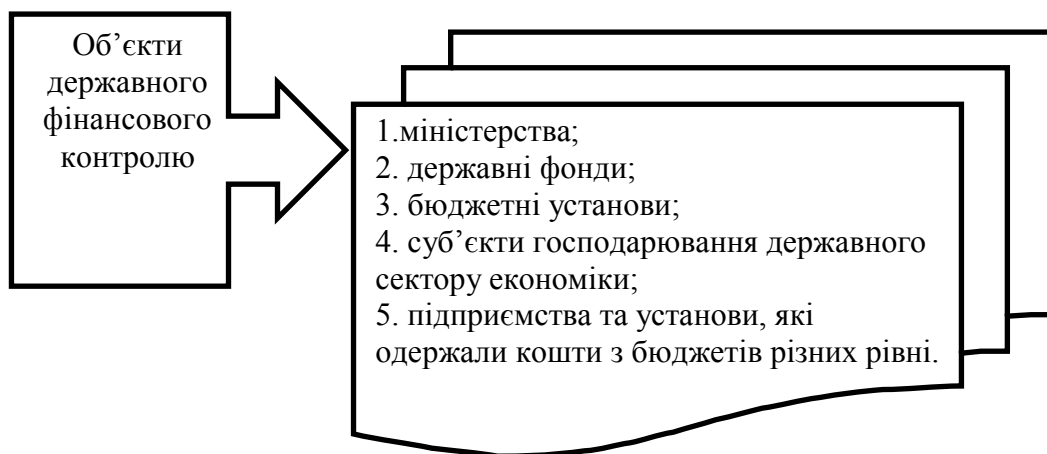 Об’єкти
державного
фінансового
контролю
1.міністерства;
2. державні фонди;
3. бюджетні установи;
4. суб’єкти господарювання державного
сектору економіки;
5. підприємства та установи, які
одержали кошти з бюджетів різних рівні.